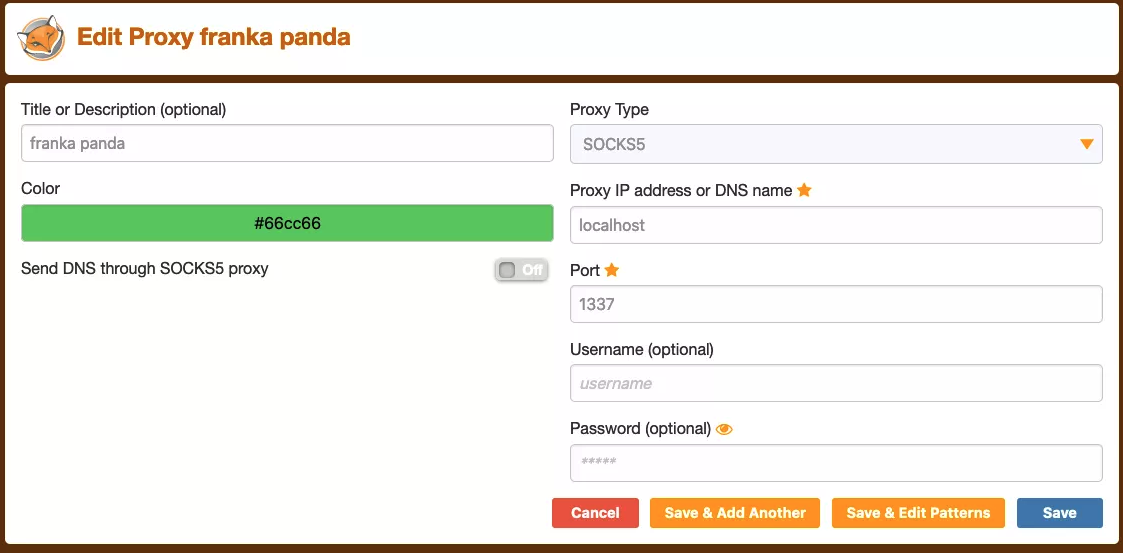 Edit Proxy franka panda
Title or Description (optional)
franka panda
Color
#66cc66
Send DNS through SOCKS5 proxy
Off
Proxy Type
SOCKS5
Proxy IP address or DNS name
localhost
Port
1337
Username (optional)
username
Password (optional)
*****
Cancel
Save & Add Another
Save & Edit Patterns
Save